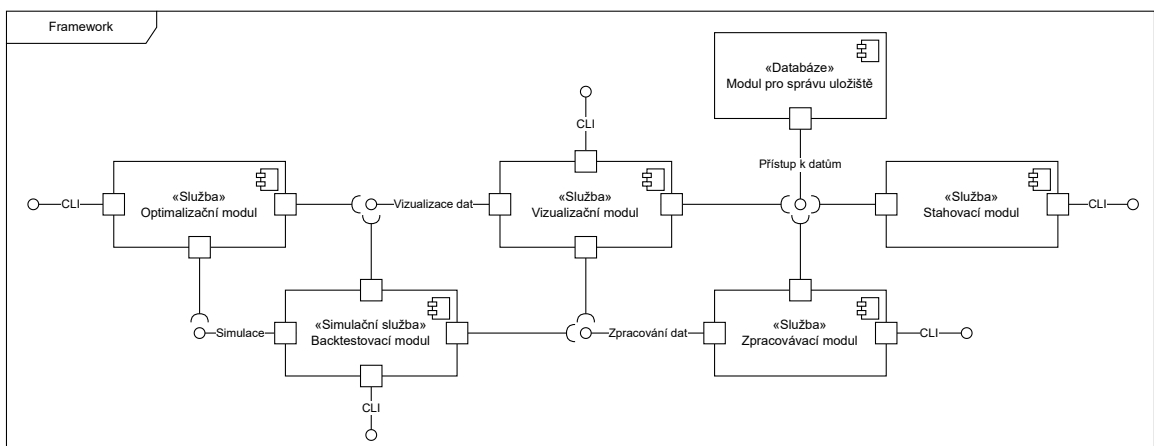 Framework
«Databáze»
Modul pro správu uložiště
CLI
Přístup k datům
«Služba»
Optimalizační modul
CLI
Vizualizace dat
«Služba»
Vizualizační modul
«Služba»
Stahovací modul
CLI
Simulace
«Simulační služba»
Backtestovací modul
Zpracování dat
«Služba»
Zpracovávací modul
CLI
CLI